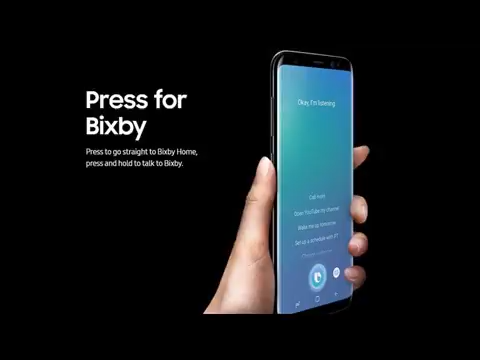 Press for
Bixby
Press to go straight to Bixby Home,
press and hold to talk to Bixby.
Okay, I'm listening
Call mom
Open YouTube my channel
Wake me up tomorrow
Set up a schedule with